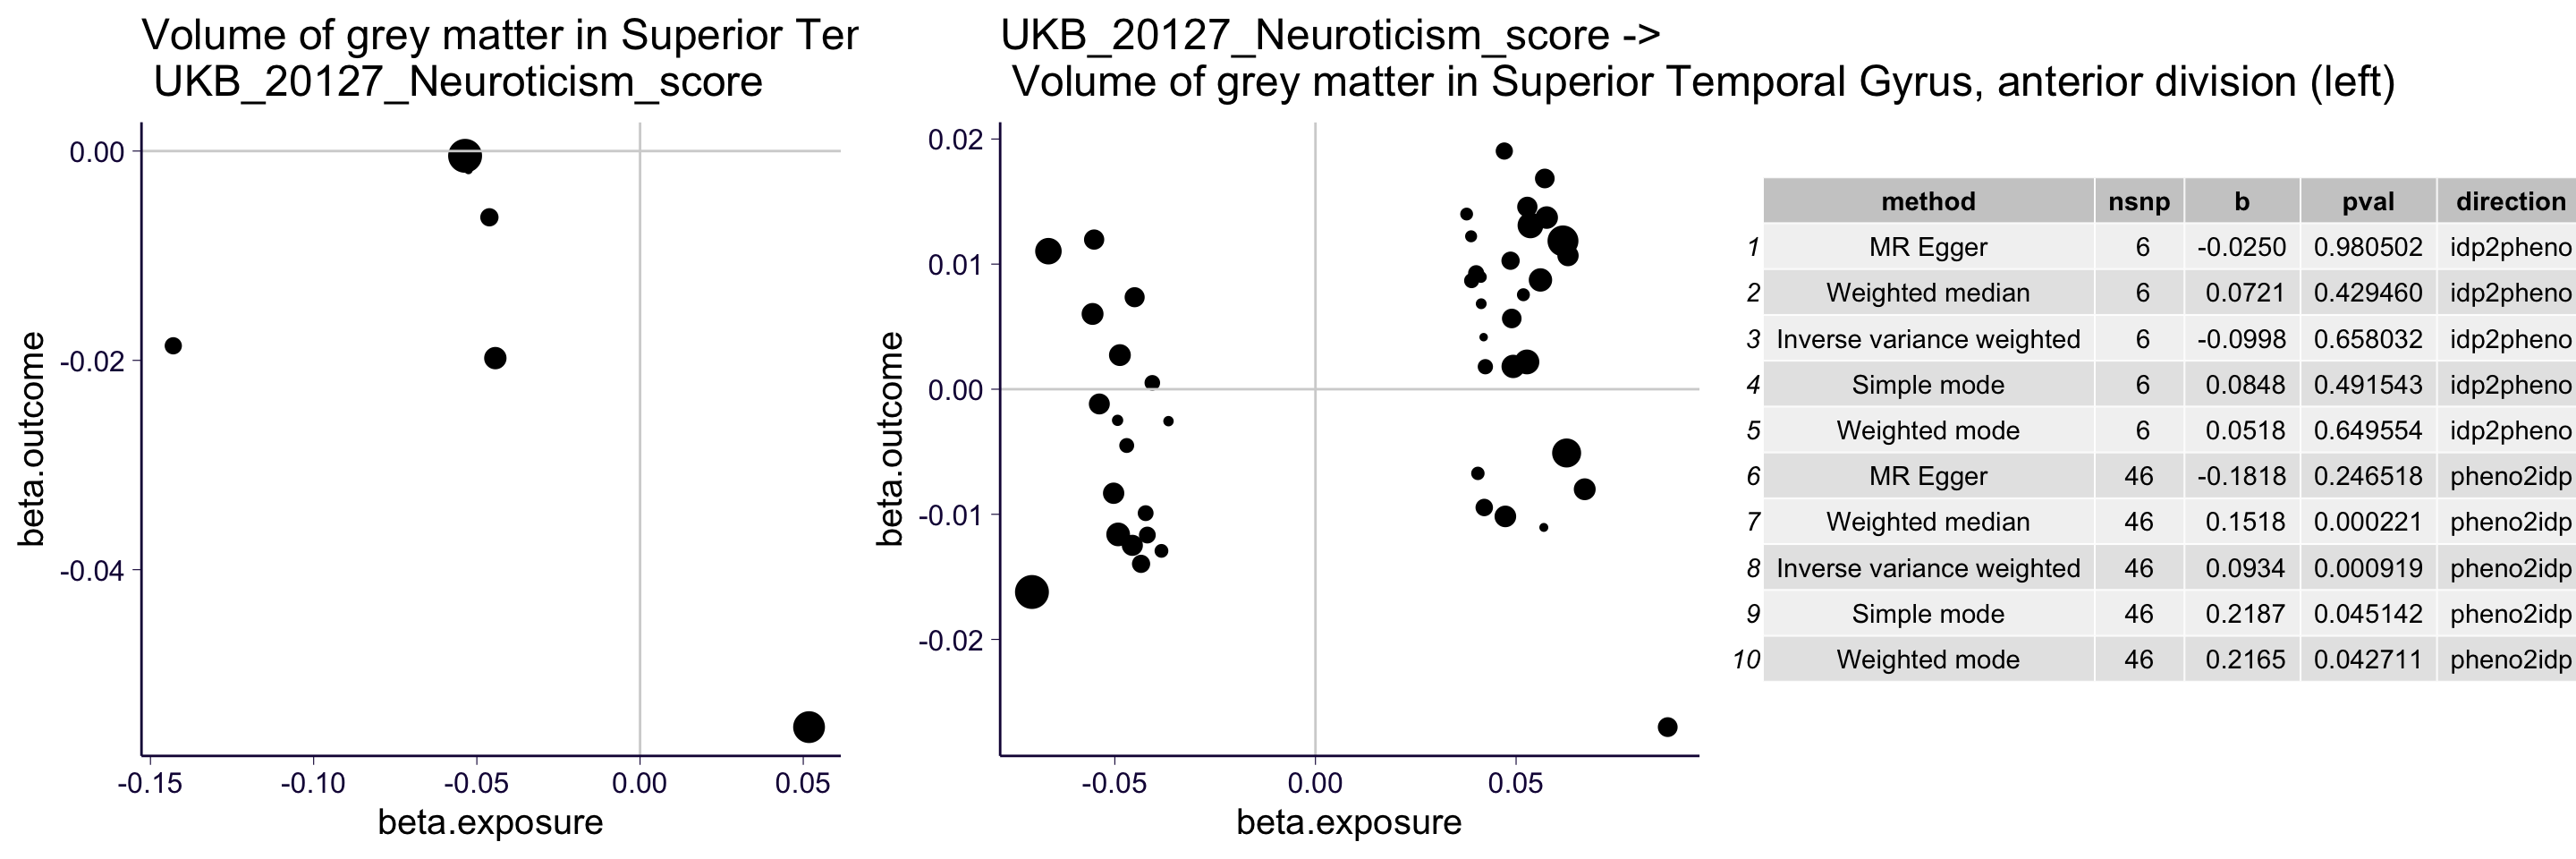 Volume of grey matter in Superior Ter
UKB_20127_Neuroticism_score
0.00
-0.02
-0.04
beta.outcome
-0.15 -0.10 -0.05 0.00 0.05
beta.exposure
UKB_20127_Neuroticism_score ->
Volume of grey matter in Superior Temporal Gyrus, anterior division (left)
0.02
0.01
0.00
-0.01
-0.02
beta.outcome
-0.05 0.00 0.05
beta.exposure
method nsnp b pval direction
1 MR Egger 6 -0.0250 0.980502 idp2pheno
2 Weighted median 6 0.0721 0.429460 idp2pheno
3 Inverse variance weighted 6 -0.0998 0.658032 idp2pheno
4 Simple mode 6 0.0848 0.491543 idp2pheno
5 Weighted mode 6 0.0518 0.649554 idp2pheno
6 MR Egger 46 -0.1818 0.246518 pheno2idp
7 Weighted median 46 0.1518 0.000221 pheno2idp
8 Inverse variance weighted 46 0.0934 0.000919 pheno2idp
9 Simple mode 46 0.2187 0.045142 pheno2idp
10 Weighted mode 46 0.2165 0.042711 pheno2idp